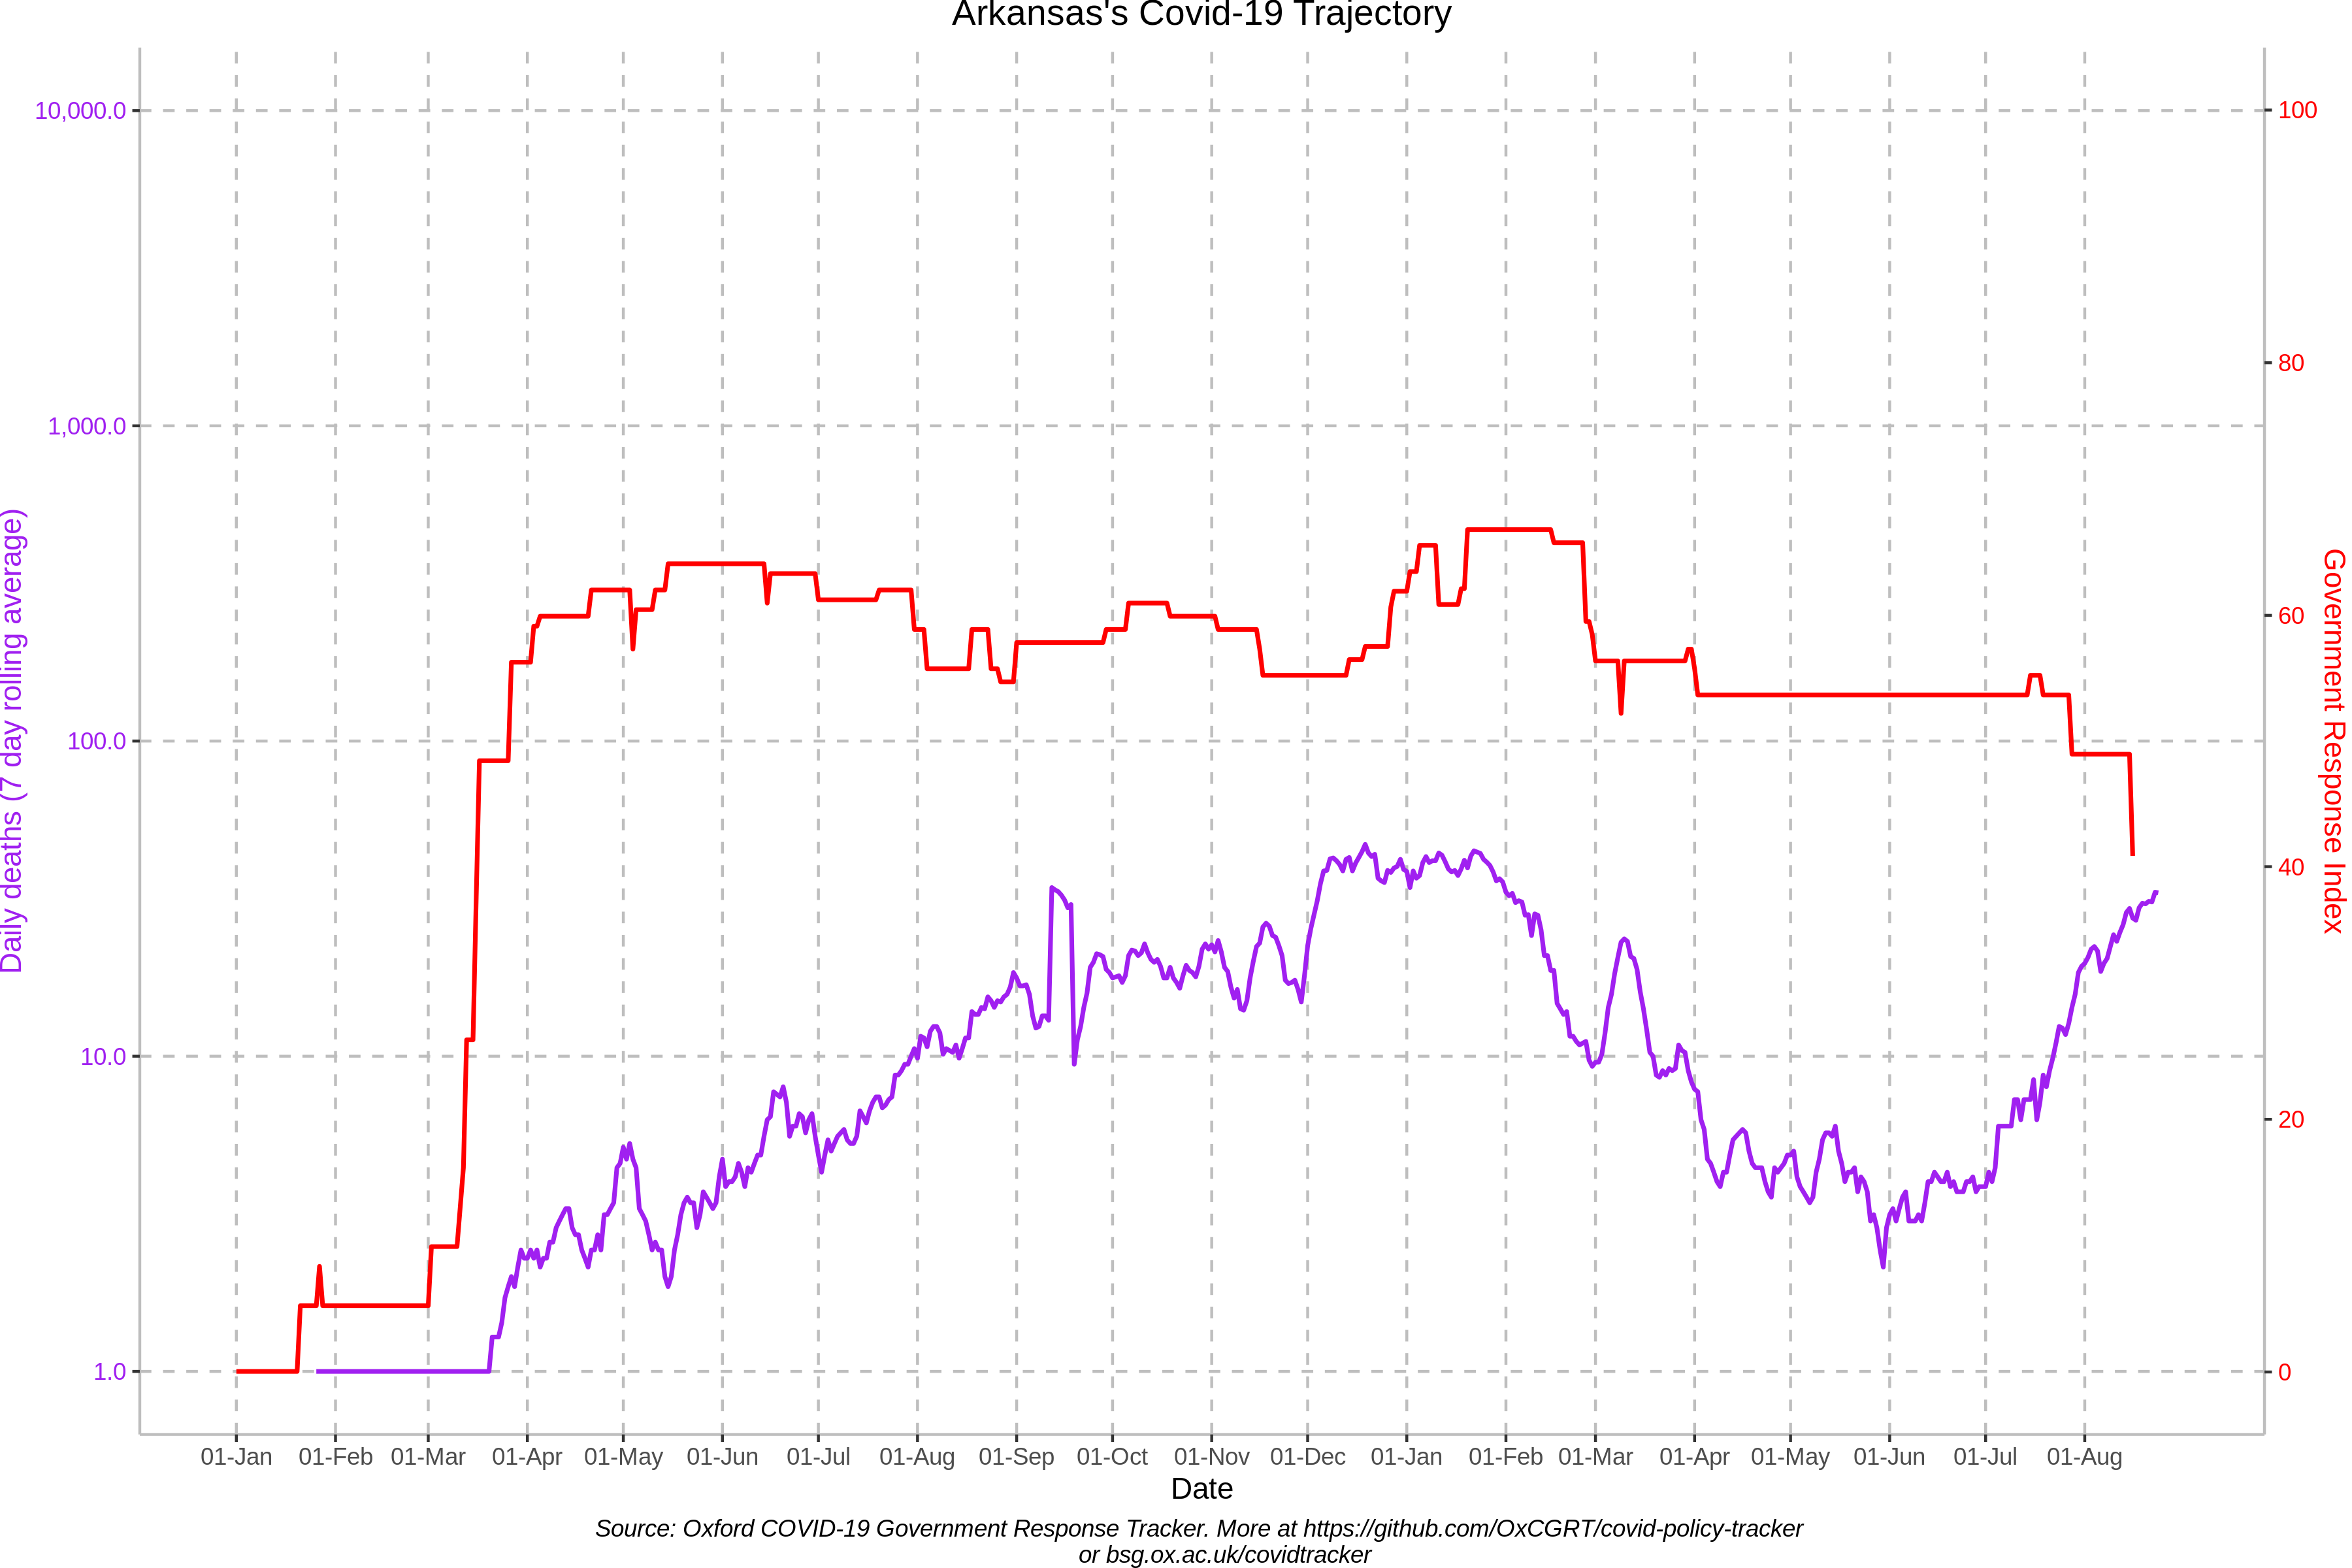 Arkansas's Covid-19 Trajectory
10,000.0
1,000.0
100.0
10.0
1.0
Daily deaths (7 day rolling average)
100
80
60
40
20
0
Government Response Index
01-Jan 01-Feb 01-Mar 01-Apr 01-May 01-Jun 01-Jul 01-Aug 01-Sep 01-Oct 01-Nov 01-Dec 01-Jan 01-Feb 01-Mar 01-Apr 01-May 01-Jun 01-Jul 01-Aug
Date
Source: Oxford COVID-19 Government Response Tracker. More at https://github.com/OxCGRT/covid-policy-tracker
or bsg.ox.ac.uk/covidtracker